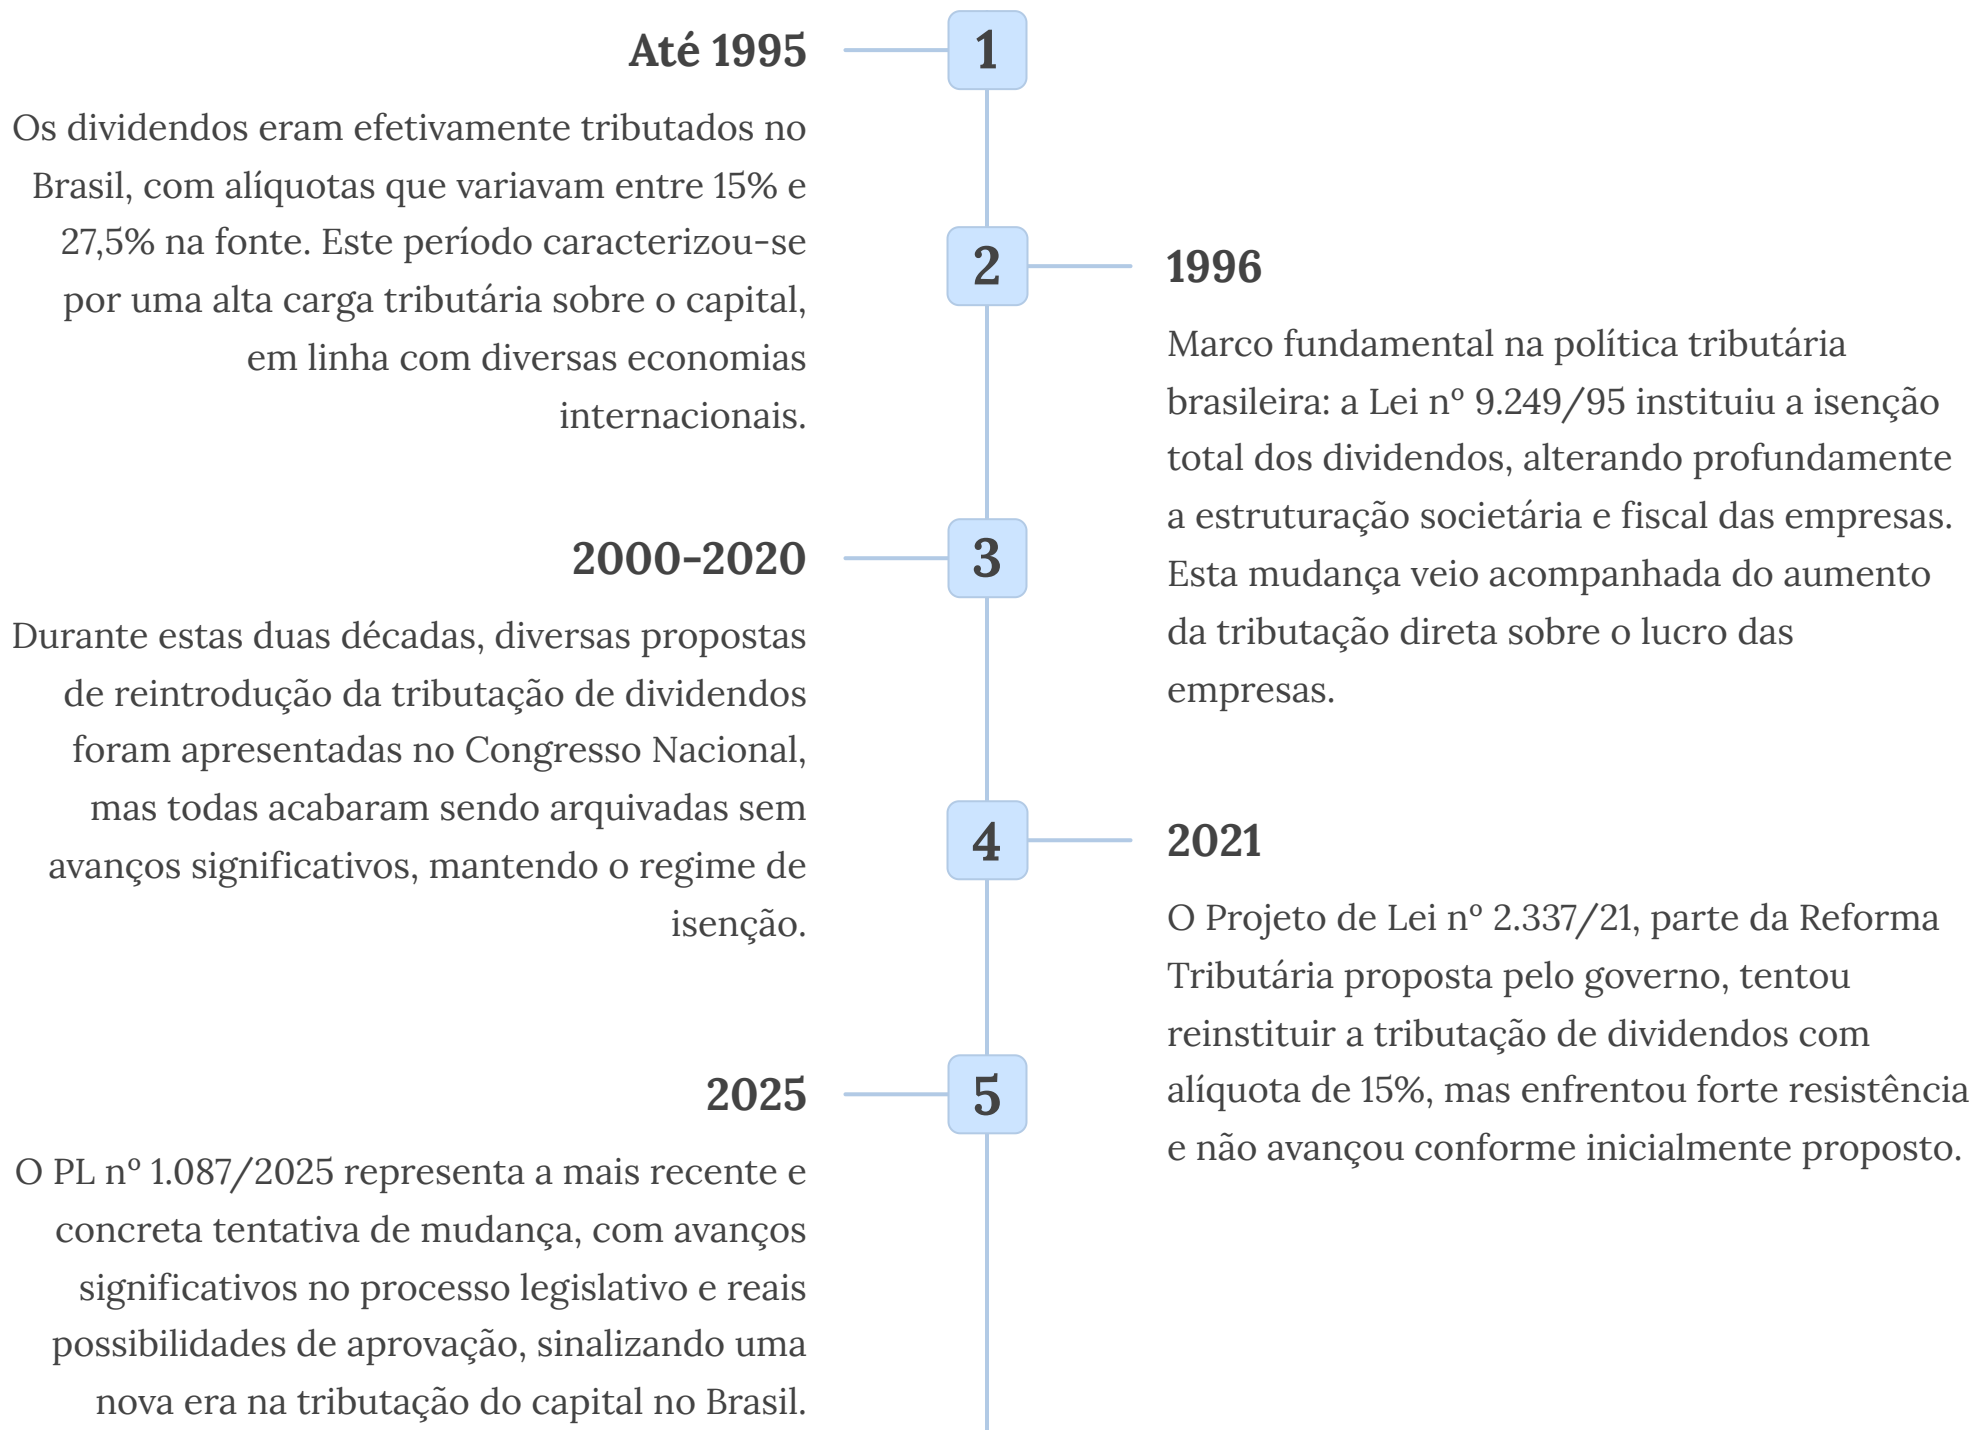 1
Até 1995
Os dividendos eram efetivamente tributados no
Brasil, com alíquotas que variavam entre 15% e
27,5% na fonte. Este período caracterizou-se
por uma alta carga tributária sobre o capital,
em linha com diversas economias
internacionais.
2
1996
Marco fundamental na política tributária
brasileira: a Lei nº 9.249/95 instituiu a isenção
total dos dividendos, alterando profundamente
a estruturação societária e fiscal das empresas.
Esta mudança veio acompanhada do aumento
da tributação direta sobre o lucro das
empresas.
3
2000-2020
Durante estas duas décadas, diversas propostas
de reintrodução da tributação de dividendos
foram apresentadas no Congresso Nacional,
mas todas acabaram sendo arquivadas sem
avanços significativos, mantendo o regime de
isenção.
4
2021
O Projeto de Lei nº 2.337/21, parte da Reforma
Tributária proposta pelo governo, tentou
reinstituir a tributação de dividendos com
alíquota de 15%, mas enfrentou forte resistência
e não avançou conforme inicialmente proposto.
5
2025
O PL nº 1.087/2025 representa a mais recente e
concreta tentativa de mudança, com avanços
significativos no processo legislativo e reais
possibilidades de aprovação, sinalizando uma
nova era na tributação do capital no Brasil.